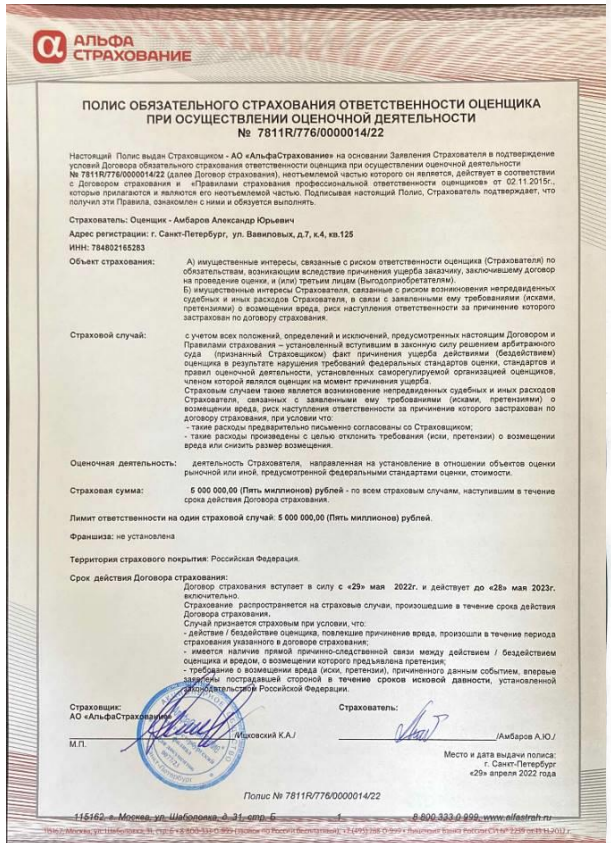 АЛЬФА
СТРАХОВАНИЕ
ПОЛИС ОБЯЗАТЕЛЬНОГО СТРАХОВАНИЯ ОТВЕТСТВЕННОСТИ ОЦЕНЩИКА
ПРИ ОСУЩЕСТВЛЕНИИ ОЦЕНОЧНОЙ ДЕЯТЕЛЬНОСТИ
№ 7811R/776/0000014/22
Настоящий Полис выдан Страховщиком - АО «АльфаСтрахование» на основании Заявления Страхователя в подтверждение
условий Договора обязательного страхования ответственности оценщика при осуществлении оценочной деятельности
№ 7811R/776/0000014/22 (далее Договор страхования), неотъемлемой частью которого он является, действует в соответствии
с Договором страхования и «Правилами страхования профессиональной ответственности оценщиков» от 02.11.2015г.,
которые прилагаются и являются его неотъемлемой частью. Подписывая настоящий Полис, Страхователь подтверждает, что
получил эти Правила, ознакомлен с ними и обязуется выполнять.
Страхователь: Оценщик - Амбаров Александр Юрьевич
Адрес регистрации: г. Санкт-Петербург, ул. Вавиловых, д.7, к.4, кв.125
ИНН: 784802165283
Объект страхования: А) имущественные интересы, связанные с риском ответственности оценщика (Страхователя) по
обязательствам, возникающим вследствие причинения ущерба заказчику, заключившему договор
на проведение оценки, и (или) третьим лицам (Выгодоприобретателям).
Б) имущественные интересы Страхователя, связанные с риском возникновения непредвиденных
судебных и иных расходов Страхователя, в связи с заявленными ему требованиями (исками,
претензиями) о возмещении вреда, риск наступления ответственности за причинение которого
застрахован по договору страхования.
Страховой случай: с учетом всех положений, определений и исключений, предусмотренных настоящим Договором и
Правилами страхования – установленный вступившим в законную силу решением арбитражного
суда (признанный Страховщиком) факт причинения ущерба действиями (бездействием)
оценщика в результате нарушения требований федеральных стандартов оценки, стандартов и
правил оценочной деятельности, установленных саморегулируемой организацией оценщиков,
членом которой являлся оценщик на момент причинения ущерба.
Страховым случаем также является возникновение непредвиденных судебных и иных расходов
Страхователя, связанных с заявленными ему требованиями (исками, претензиями) о
возмещении вреда, риск наступления ответственности за причинение которого застрахован по
договору страхования, при условии что:
- такие расходы предварительно письменно согласованы со Страховщиком;
- такие расходы произведены с целью отклонить требования (иски, претензии) о возмещении
вреда или снизить размер возмещения.
Оценочная деятельность: деятельность Страхователя, направленная на установление в отношении объектов оценки
рыночной или иной, предусмотренной федеральными стандартами оценки, стоимости.
Страховая сумма: 5 000 000,00 (Пять миллионов) рублей - по всем страховым случаям, наступившим в течение
срока действия Договора страхования.
Лимит ответственности на один страховой случай: 5 000 000,00 (Пять миллионов) рублей.
Франшиза: не установлена
Территория страхового покрытия: Российская Федерация.
Срок действия Договора страхования:
Договор страхования вступает в силу с «29» мая 2022г. и действует до «28» мая 2023г.
включительно.
Страхование распространяется на страховые случаи, произошедшие в течение срока действия
Договора страхования.
Случай признается страховым при условии, что:
- действие / бездействие оценщика, повлекшие причинение вреда, произошли в течение периода
страхования указанного в договоре страхования;
- имеется наличие прямой причинно-следственной связи между действием / бездействием
оценщика и вредом, о возмещении которого предъявлена претензия;
- требование о возмещении вреда (иски, претензии), причиненного данным событием, впервые
заявлены пострадавшей стороной в течение сроков исковой давности, установленной
законодательством Российской Федерации.
Страховщик: Страхователь:
АО «АльфаСтрахование»
/Ицковский К.А./ /Амбаров А.Ю./
М.П.
Место и дата выдачи полиса:
г. Санкт-Петербург
«29» апреля 2022 года
Полис № 7811R/776/0000014/22
115162, г. Москва, ул. Шаболовка, д. 31, стр. Б 1 8 800 333 0 999, www.alfastrah.ru